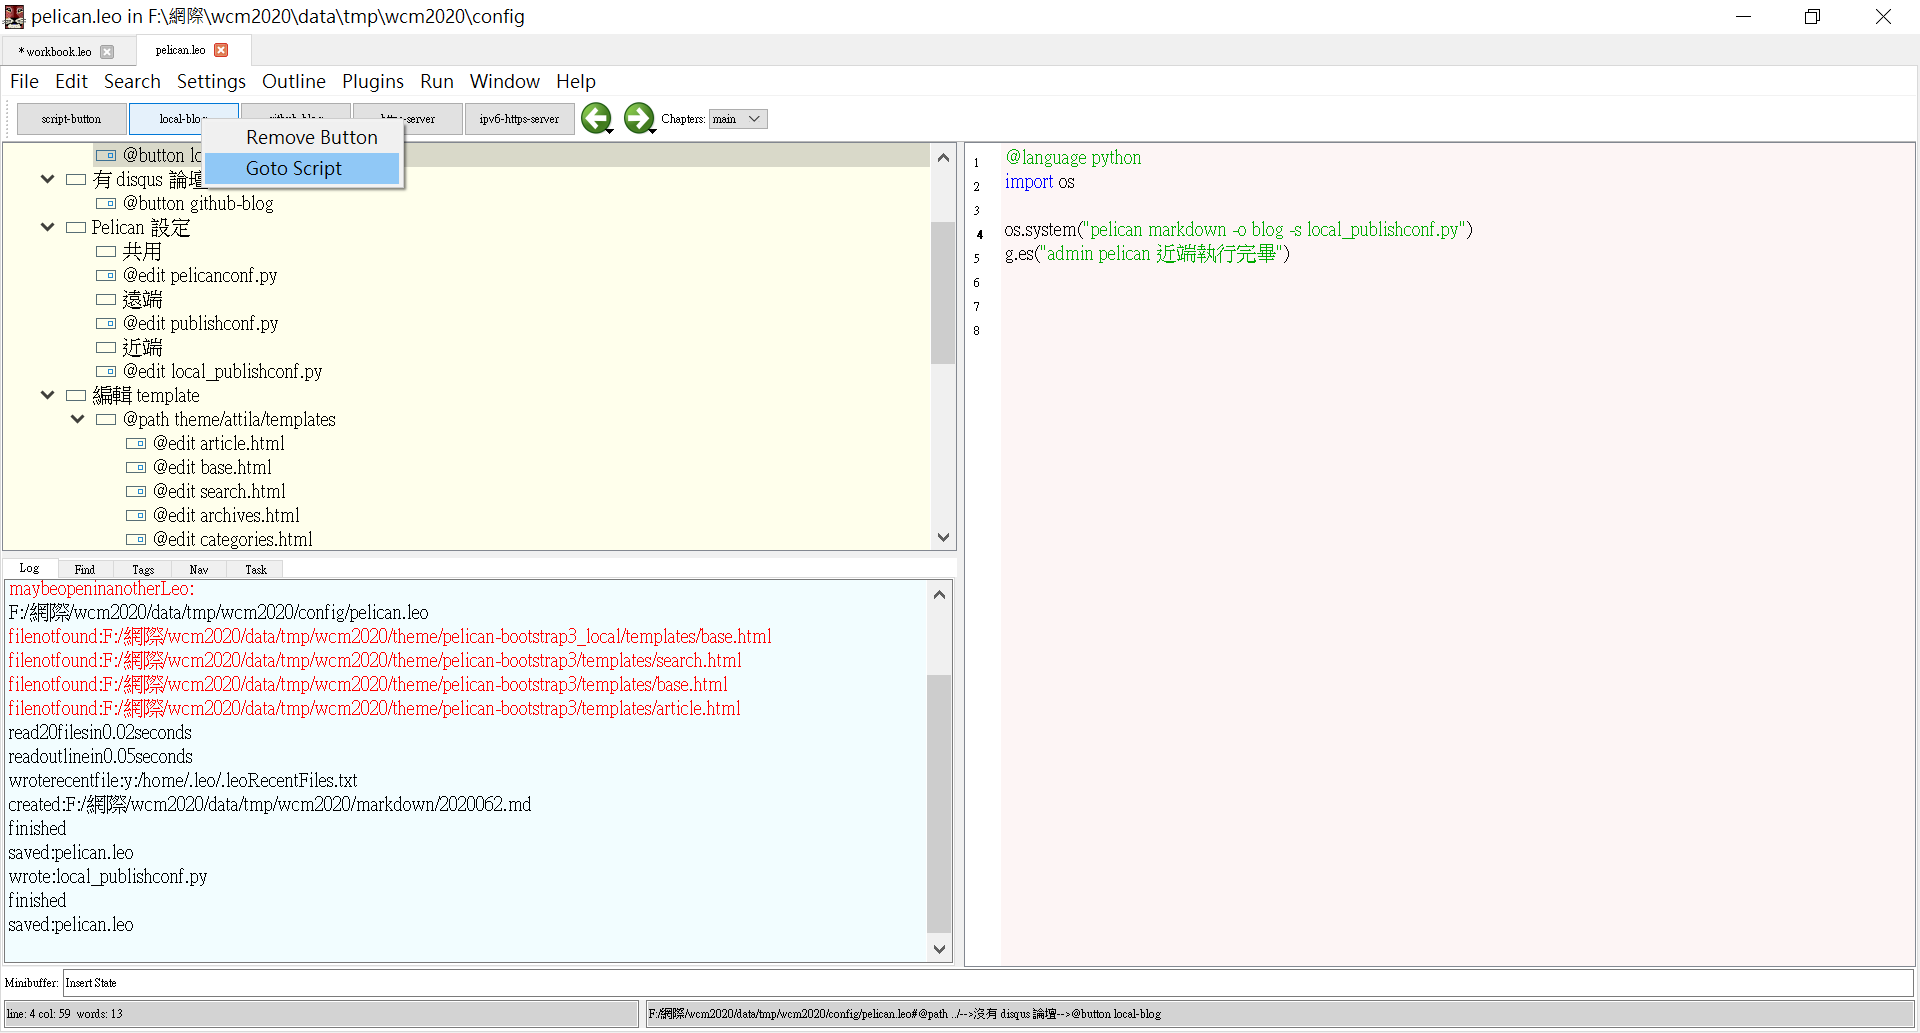 pelican.leo in F:\網際\wcm2020\data\tmp\wcm2020\config
* workbook.leo
pelican.leo
File Edit Search Settings Outline Plugins Run Window Help
script-button
ipv6-https-server
Chapters: main
Remove Button
Goto Script
@button
有 disqus 論壇
@button github-blog
Pelican 設定
共用
@edit pelicanconf.py
遠端
@edit publishconf.py
近端
@edit local_publishconf.py
編輯 template
@path theme/attila/templates
@edit article.html
@edit base.html
@edit search.html
@edit archives.html
@edit categories.html
1 @language python
2 import os
3
4 os.system("pelican markdown -o blog -s local_publishconf.py")
5 g.es("admin pelican 近端執行完畢")
6
7
8
Log Find Tags Nav Task
maybeopeninanotherLeo:
F:/網際/wcm2020/data/tmp/wcm2020/config/pelican.leo
filenotfound:F:/網際/wcm2020/data/tmp/wcm2020/theme/pelican-bootstrap3_local/templates/base.html
filenotfound:F:/網際/wcm2020/data/tmp/wcm2020/theme/pelican-bootstrap3/templates/search.html
filenotfound:F:/網際/wcm2020/data/tmp/wcm2020/theme/pelican-bootstrap3/templates/base.html
filenotfound:F:/網際/wcm2020/data/tmp/wcm2020/theme/pelican-bootstrap3/templates/article.html
read20filesin0.02seconds
readoutlinein0.05seconds
wroterecentfile:y:/home/.leo/.leoRecentFiles.txt
created:F:/網際/wcm2020/data/tmp/wcm2020/markdown/2020062.md
finished
saved:pelican.leo
wrote:local_publishconf.py
finished
saved:pelican.leo
Minibuffer: Insert State
line: 4 col: 59 words: 13
F:/網際/wcm2020/data/tmp/wcm2020/config/pelican.leo#@path ../-->沒有 disqus 論壇-->@button local-blog